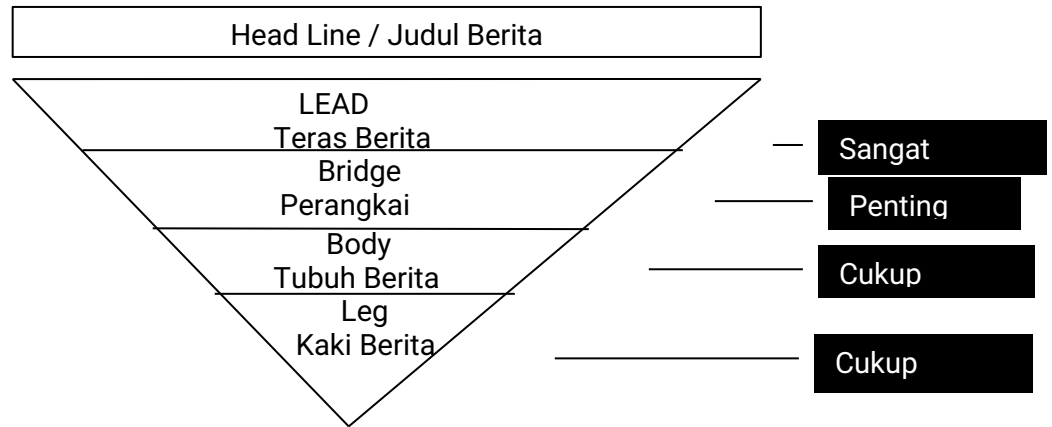 Head Line / Judul Berita
LEAD
Teras Berita
Sangat
Bridge
Perangkai
Penting
Body
Tubuh Berita
Cukup
Leg
Kaki Berita
Cukup